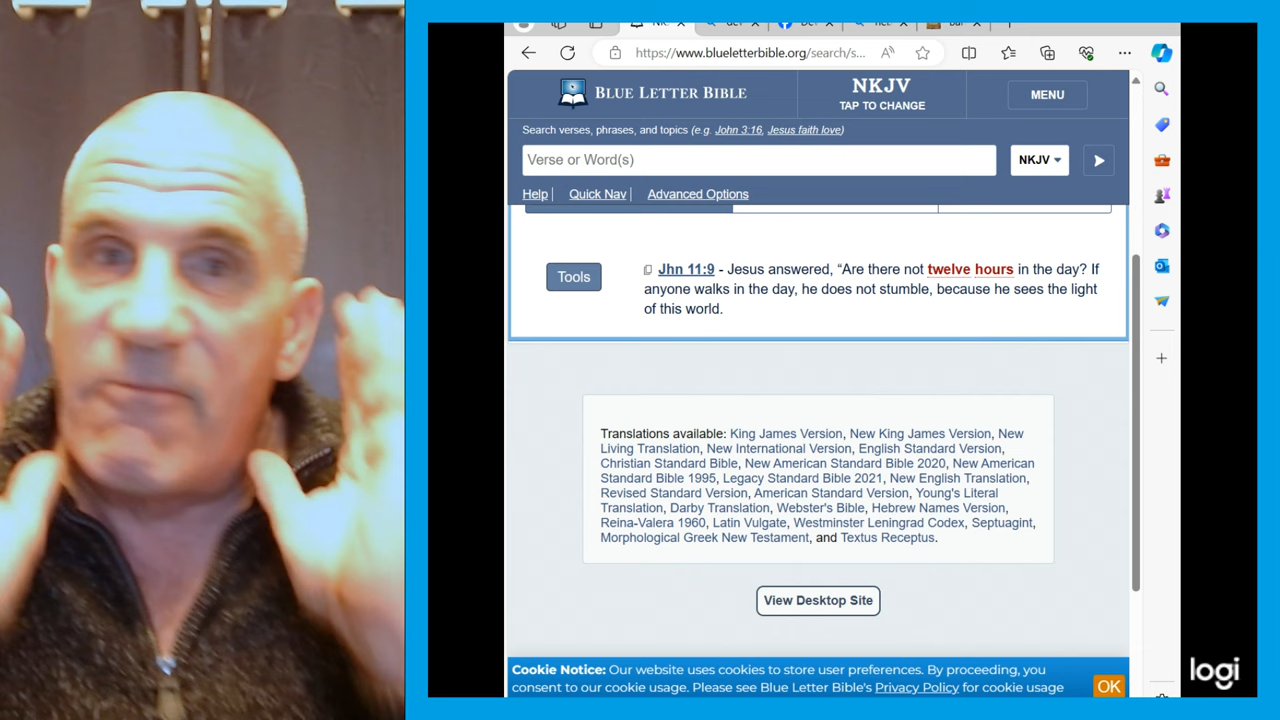 https://www.blueletterbible.org/search/s...
BLUE LETTER BIBLE
NKJV
TAP TO CHANGE
MENU
Search verses, phrases, and topics (e.g. John 3:16, Jesus faith love)
Verse or Word(s)
NKJV
Help
Quick Nav
Advanced Options
Tools
Jhn 11:9 - Jesus answered, “Are there not twelve hours in the day? If
anyone walks in the day, he does not stumble, because he sees the light
of this world.
Translations available: King James Version, New King James Version, New
Living Translation, New International Version, English Standard Version,
Christian Standard Bible, New American Standard Bible 2020, New American
Standard Bible 1995, Legacy Standard Bible 2021, New English Translation,
Revised Standard Version, American Standard Version, Young's Literal
Translation, Darby Translation, Webster's Bible, Hebrew Names Version,
Reina-Valera 1960, Latin Vulgate, Westminster Leningrad Codex, Septuagint,
Morphological Greek New Testament, and Textus Receptus.
View Desktop Site
Cookie Notice: Our website uses cookies to store user preferences. By proceeding, you
consent to our cookie usage. Please see Blue Letter Bible's Privacy Policy for cookie usage
OK
logi